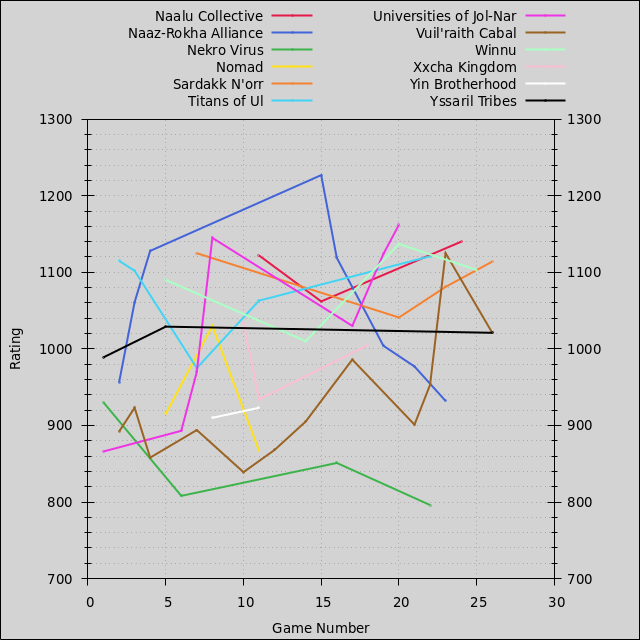 Naalu Collective Universities of Jol-Nar
Naaz-Rokha Alliance Vuil'raith Cabal
Nekro Virus Winnu
Nomad Xxcha Kingdom
Sardakk N'orr Yin Brotherhood
Titans of Ul Yssaril Tribes
1300 1300
1200 1200
1100 1100
1000 1000
900 900
800 800
700 700
0 5 10 15 20 25 30
Rating
Game Number